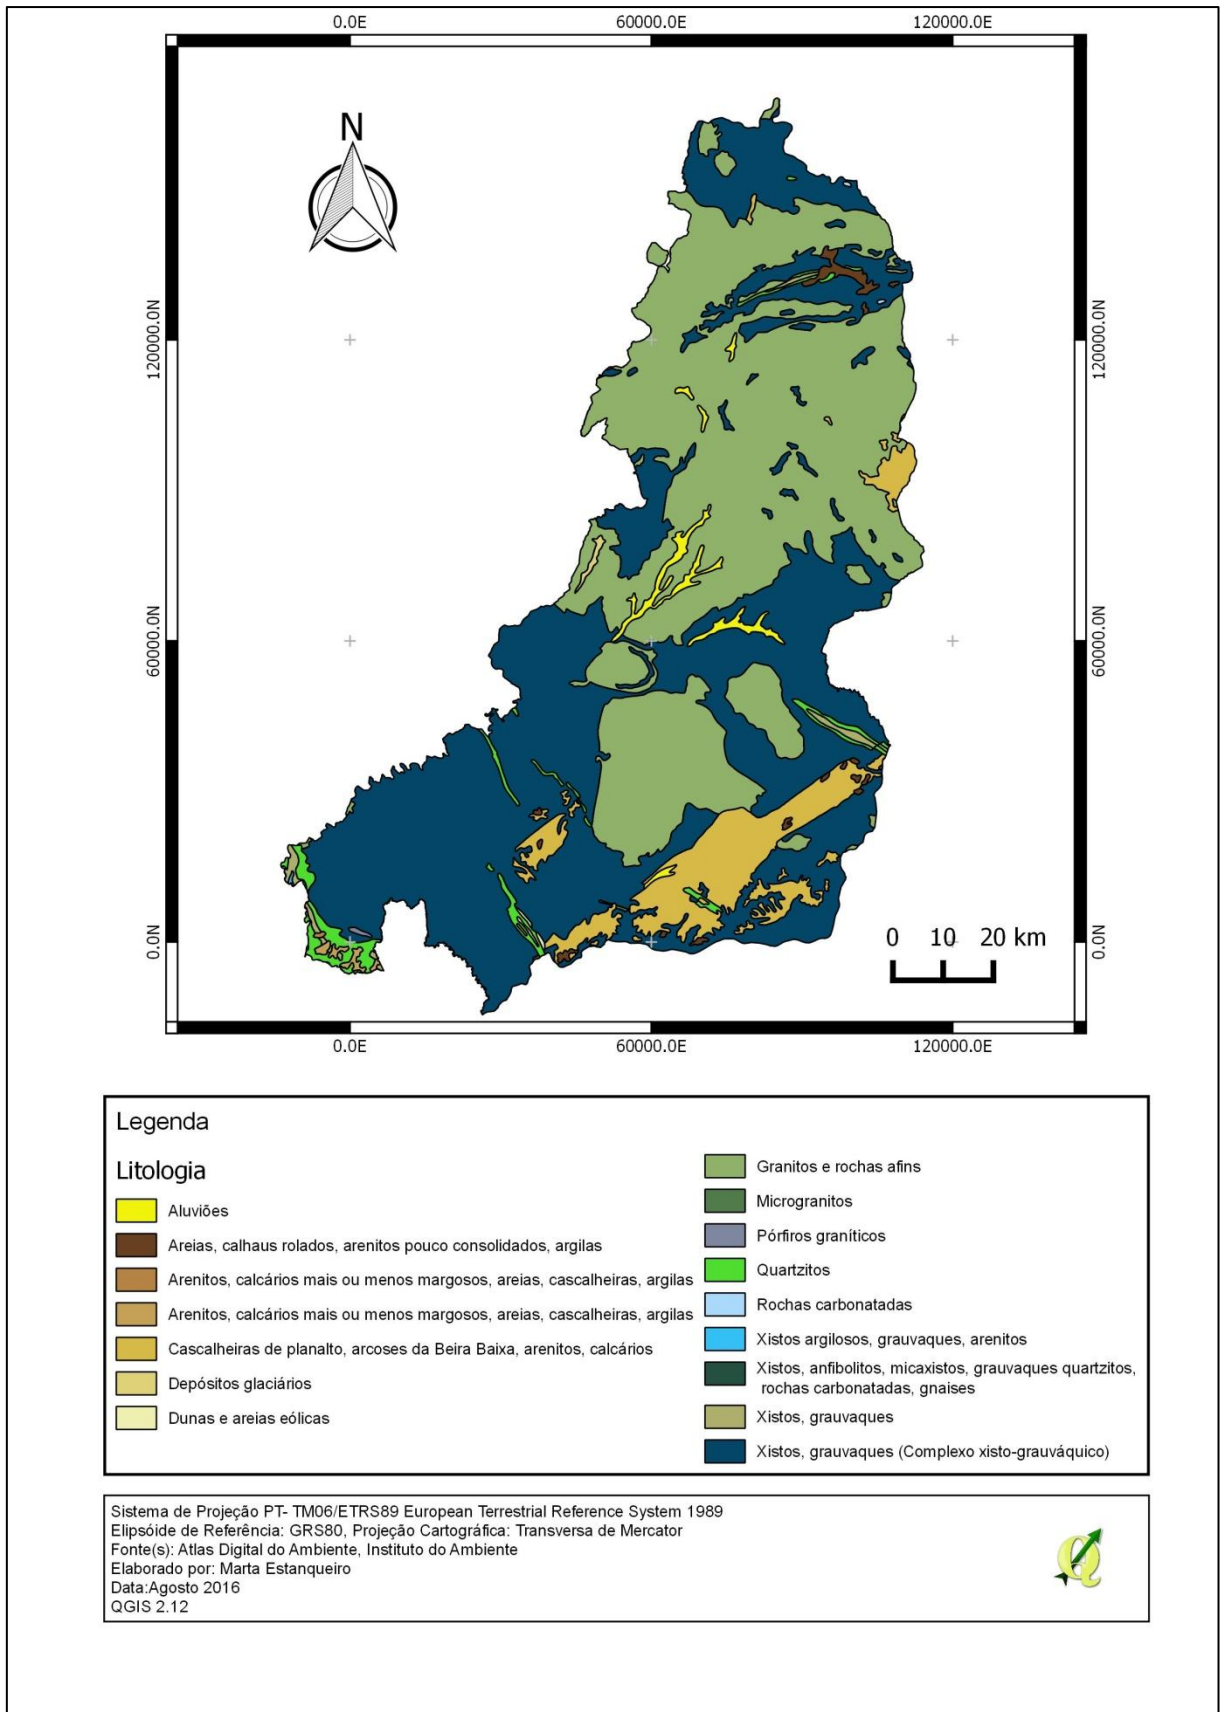 0.0E 60000.0E 120000.0E
N
120000.0N 120000.0N
60000.0N 60000.0N
0.0N 0.0N
0 10 20 km
0.0E 60000.0E 120000.0E
Legenda
Litologia
Aluviões
Areias, calhaus rolados, arenitos pouco consolidados, argilas
Arenitos, calcários mais ou menos margosos, areias, cascalheiras, argilas
Arenitos, calcários mais ou menos margosos, areias, cascalheiras, argilas
Cascalheiras de planalto, arcoses da Beira Baixa, arenitos, calcários
Depósitos glaciários
Dunas e areias eólicas
Granitos e rochas afins
Microgranitos
Pórfiros graníticos
Quartzitos
Rochas carbonatadas
Xistos argilosos, grauvaques, arenitos
Xistos, anfibolitos, micaxistos, grauvaques quartzitos,
rochas carbonatadas, gnaises
Xistos, grauvaques
Xistos, grauvaques (Complexo xisto-grauváquico)
Sistema de Projeção PT- TM06/ETRS89 European Terrestrial Reference System 1989
Elipsóide de Referência: GRS80, Projeção Cartográfica: Transversa de Mercator
Fonte(s): Atlas Digital do Ambiente, Instituto do Ambiente
Elaborado por: Marta Estanqueiro
Data:Agosto 2016
QGIS 2.12